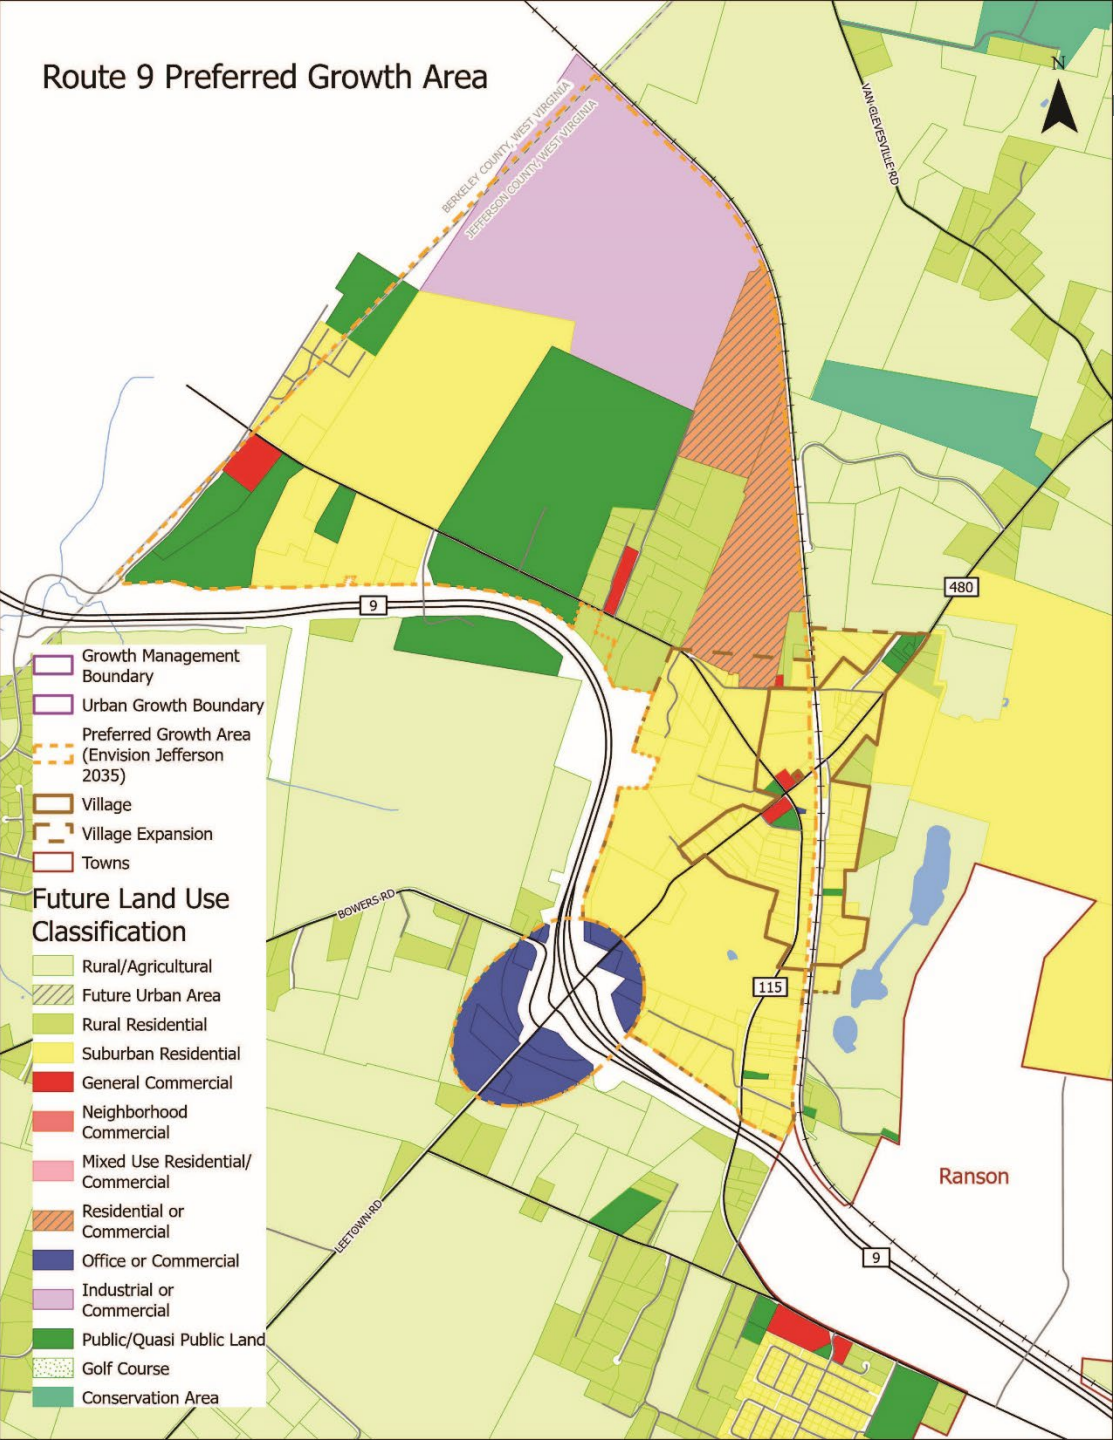 Route 9 Preferred Growth Area
N
BERKELEY COUNTY, WEST VIRGINIA
JEFFERSON COUNTY, WEST VIRGINIA
VAN CLEVESVILLE RD
480
9
Growth Management
Boundary
Urban Growth Boundary
Preferred Growth Area
(Envision Jefferson
2035)
Village
Village Expansion
Towns
Future Land Use
Classification
Rural/Agricultural
Future Urban Area
Rural Residential
Suburban Residential
General Commercial
Neighborhood
Commercial
Mixed Use Residential/
Commercial
Residential or
Commercial
Office or Commercial
Industrial or
Commercial
Public/Quasi Public Land
Golf Course
Conservation Area
BOWERS RD
115
Ranson
LEETOWN RD
9